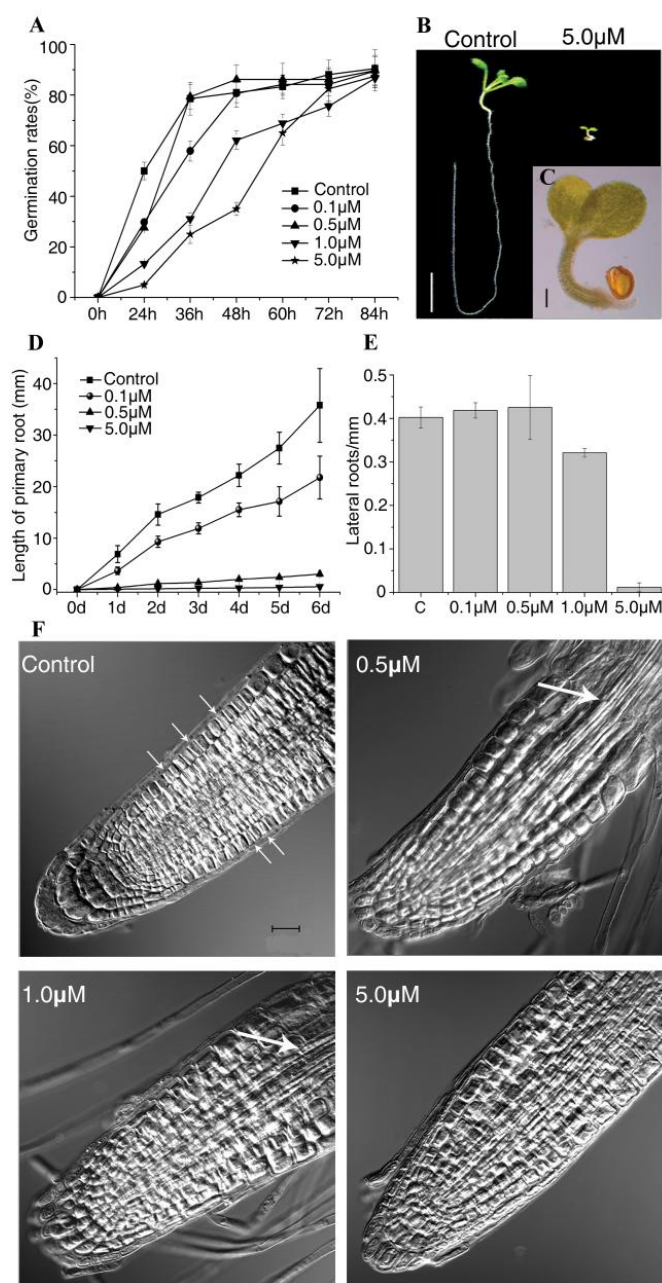 A
Germination rates(%)
100
80
60
40
20
0
0h 24h 36h 48h 60h 72h 84h
Control
0.1µM
0.5µM
1.0µM
5.0µM
B
Control 5.0µM
C
D
Length of primary root (mm)
40
30
20
10
0
0d 1d 2d 3d 4d 5d 6d
Control
0.1µM
0.5µM
5.0µM
E
Lateral roots/mm
0.5
0.4
0.3
0.4
0.1
0
C 0.1µM 0.5µM 1.0µM 5.0µM
F
Control
0.5µM
1.0µM
5.0µM